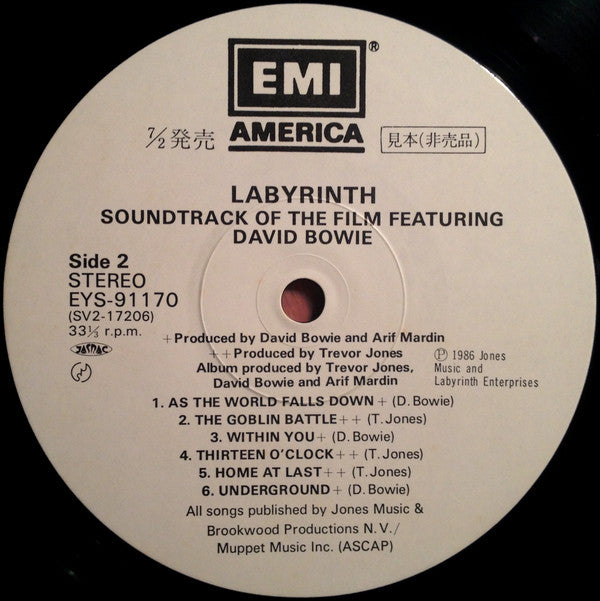 EMI
®
AMERICA
7/2 発売
見本(非売品)
LABYRINTH
SOUNDTRACK OF THE FILM FEATURING
DAVID BOWIE
Side 2
STEREO
EYS-91170
(SV2-17206)
33⅓ r.p.m.
JASRAC
+Produced by David Bowie and Arif Mardin
++Produced by Trevor Jones
Album produced by Trevor Jones,
David Bowie and Arif Mardin
Ⓟ 1986 Jones
Music and
Labyrinth Enterprises
1. AS THE WORLD FALLS DOWN + (D. Bowie)
2. THE GOBLIN BATTLE ++ (T. Jones)
3. WITHIN YOU + (D. Bowie)
4. THIRTEEN O'CLOCK ++ (T. Jones)
5. HOME AT LAST ++ (T. Jones)
6. UNDERGROUND + (D. Bowie)
All songs published by Jones Music &
Brookwood Productions N.V./
Muppet Music Inc. (ASCAP)